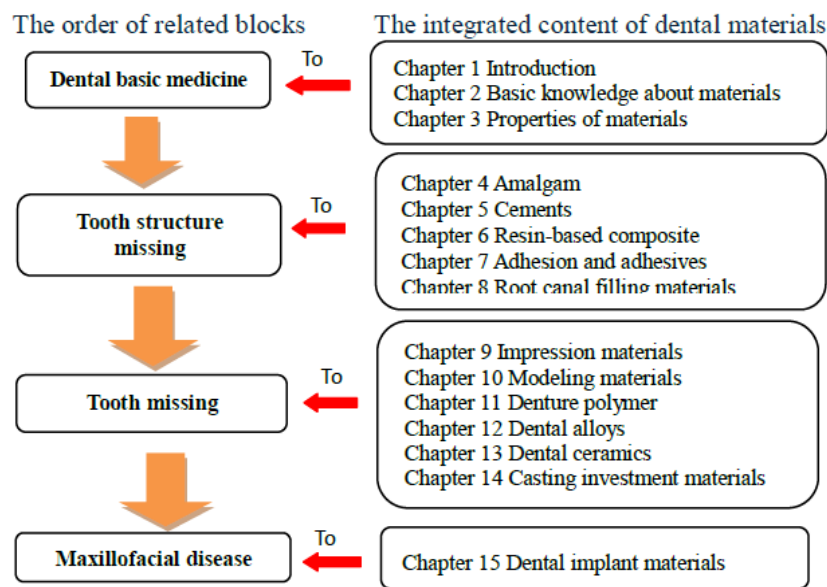 The order of related blocks
The integrated content of dental materials
Dental basic medicine
To
Chapter 1 Introduction
Chapter 2 Basic knowledge about materials
Chapter 3 Properties of materials
Tooth structure
missing
To
Chapter 4 Amalgam
Chapter 5 Cements
Chapter 6 Resin-based composite
Chapter 7 Adhesion and adhesives
Chapter 8 Root canal filling materials
Tooth missing
To
Chapter 9 Impression materials
Chapter 10 Modeling materials
Chapter 11 Denture polymer
Chapter 12 Dental alloys
Chapter 13 Dental ceramics
Chapter 14 Casting investment materials
Maxillofacial disease
To
Chapter 15 Dental implant materials